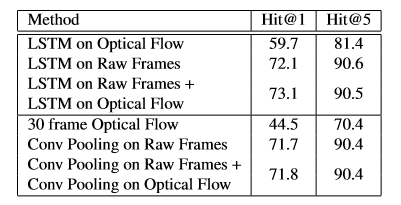 Method Hit@1 Hit@5
LSTM on Optical Flow 59.7 81.4
LSTM on Raw Frames 72.1 90.6
LSTM on Raw Frames +
LSTM on Optical Flow 73.1 90.5
30 frame Optical Flow 44.5 70.4
Conv Pooling on Raw Frames 71.7 90.4
Conv Pooling on Raw Frames +
Conv Pooling on Optical Flow 71.8 90.4